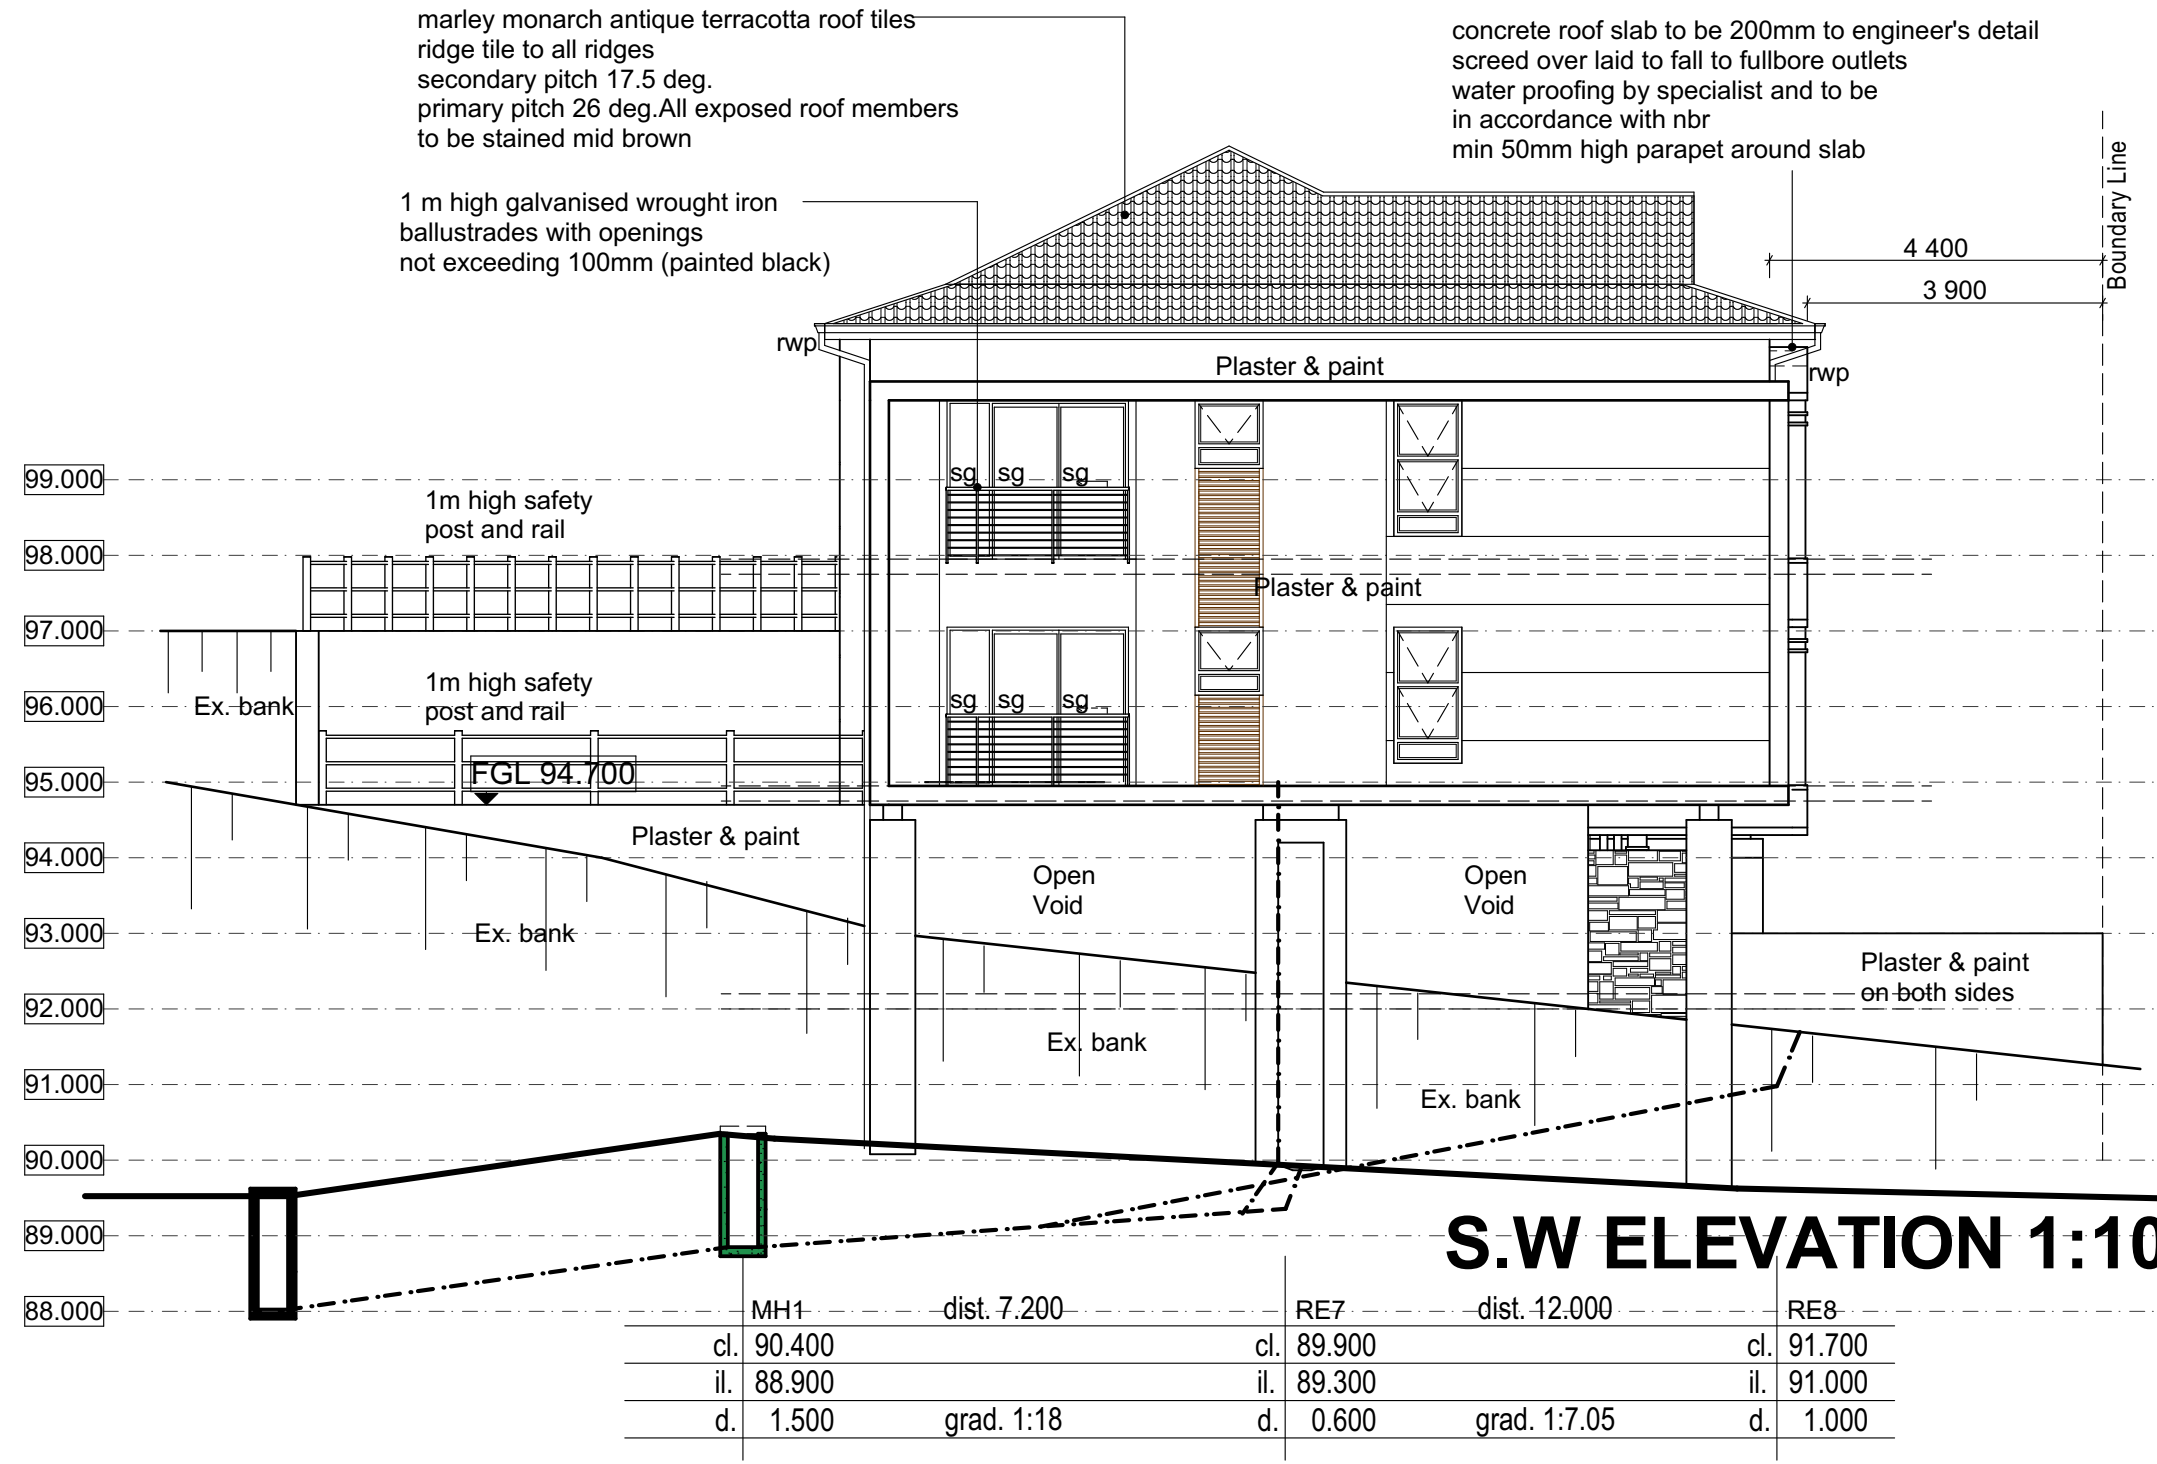 marley monarch antique terracotta roof tiles
ridge tile to all ridges
secondary pitch 17.5 deg.
primary pitch 26 deg.All exposed roof members
to be stained mid brown
concrete roof slab to be 200mm to engineer's detail
screed over laid to fall to fullbore outlets
water proofing by specialist and to be
in accordance with nbr
min 50mm high parapet around slab
1 m high galvanised wrought iron
ballustrades with openings
not exceeding 100mm (painted black)
Boundary Line
4 400
3 900
rwp
Plaster & paint
rwp
sg sg sg
99.000
1m high safety
post and rail
98.000
Plaster & paint
97.000
1m high safety
post and rail
sg sg sg
96.000
Ex. bank
FGL 94.700
95.000
Plaster & paint
94.000
Open
Void
Open
Void
93.000
Ex. bank
Plaster & paint
on both sides
92.000
Ex. bank
91.000
Ex. bank
90.000
89.000
S.W ELEVATION 1:10
88.000
MH1 dist. 7.200 RE7 dist. 12.000 RE8
cl. 90.400 cl. 89.900 cl. 91.700
il. 88.900 il. 89.300 il. 91.000
d. 1.500 grad. 1:18 d. 0.600 grad. 1:7.05 d. 1.000